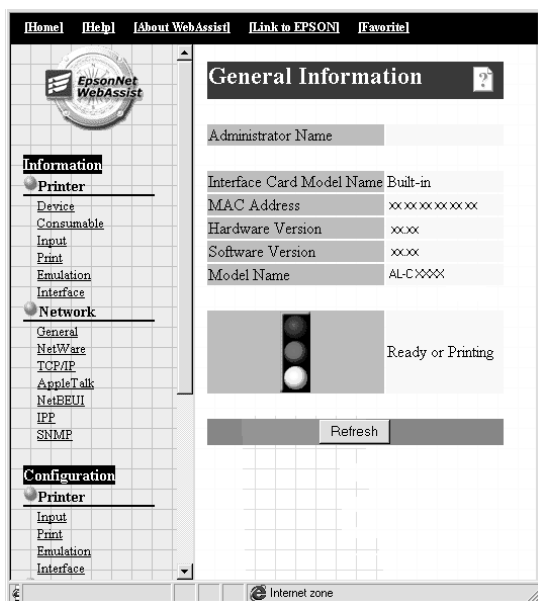 [Home] [Help] [About WebAssist] [Link to EPSON] [Favorite]
EpsonNet
WebAssist
Information
Printer
Device
Consumable
Input
Print
Emulation
Interface
Network
General
NetWare
TCP/IP
AppleTalk
NetBEUI
IPP
SNMP
Configuration
Printer
Input
Print
Emulation
Interface
General Information
?
Administrator Name
Interface Card Model Name Built-in
MAC Address xx xx xx xx xx xx
Hardware Version xx.xx
Software Version xx.xx
Model Name AL-CXXXX
Ready or Printing
Refresh
Internet zone